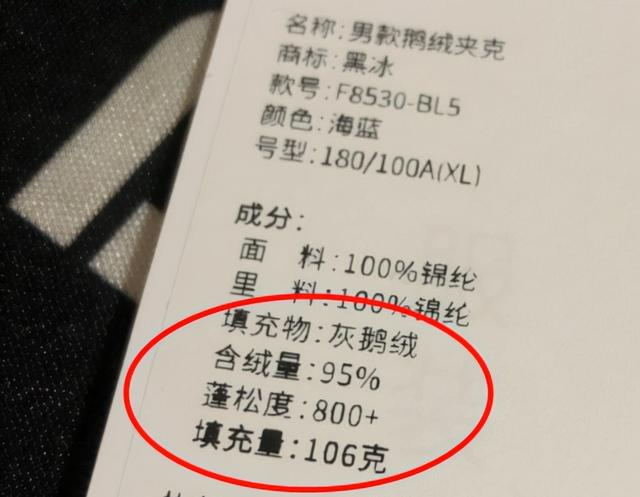 名称:男款鹅绒夹克
商标:黑冰
款号:F8530-BL5
颜色:海蓝
号型:180/100A(XL)
成分:
面 料:100%锦纶
里 料:100%锦纶
填充物:灰鹅绒
含绒量:95%
蓬松度:800+
填充量:106克